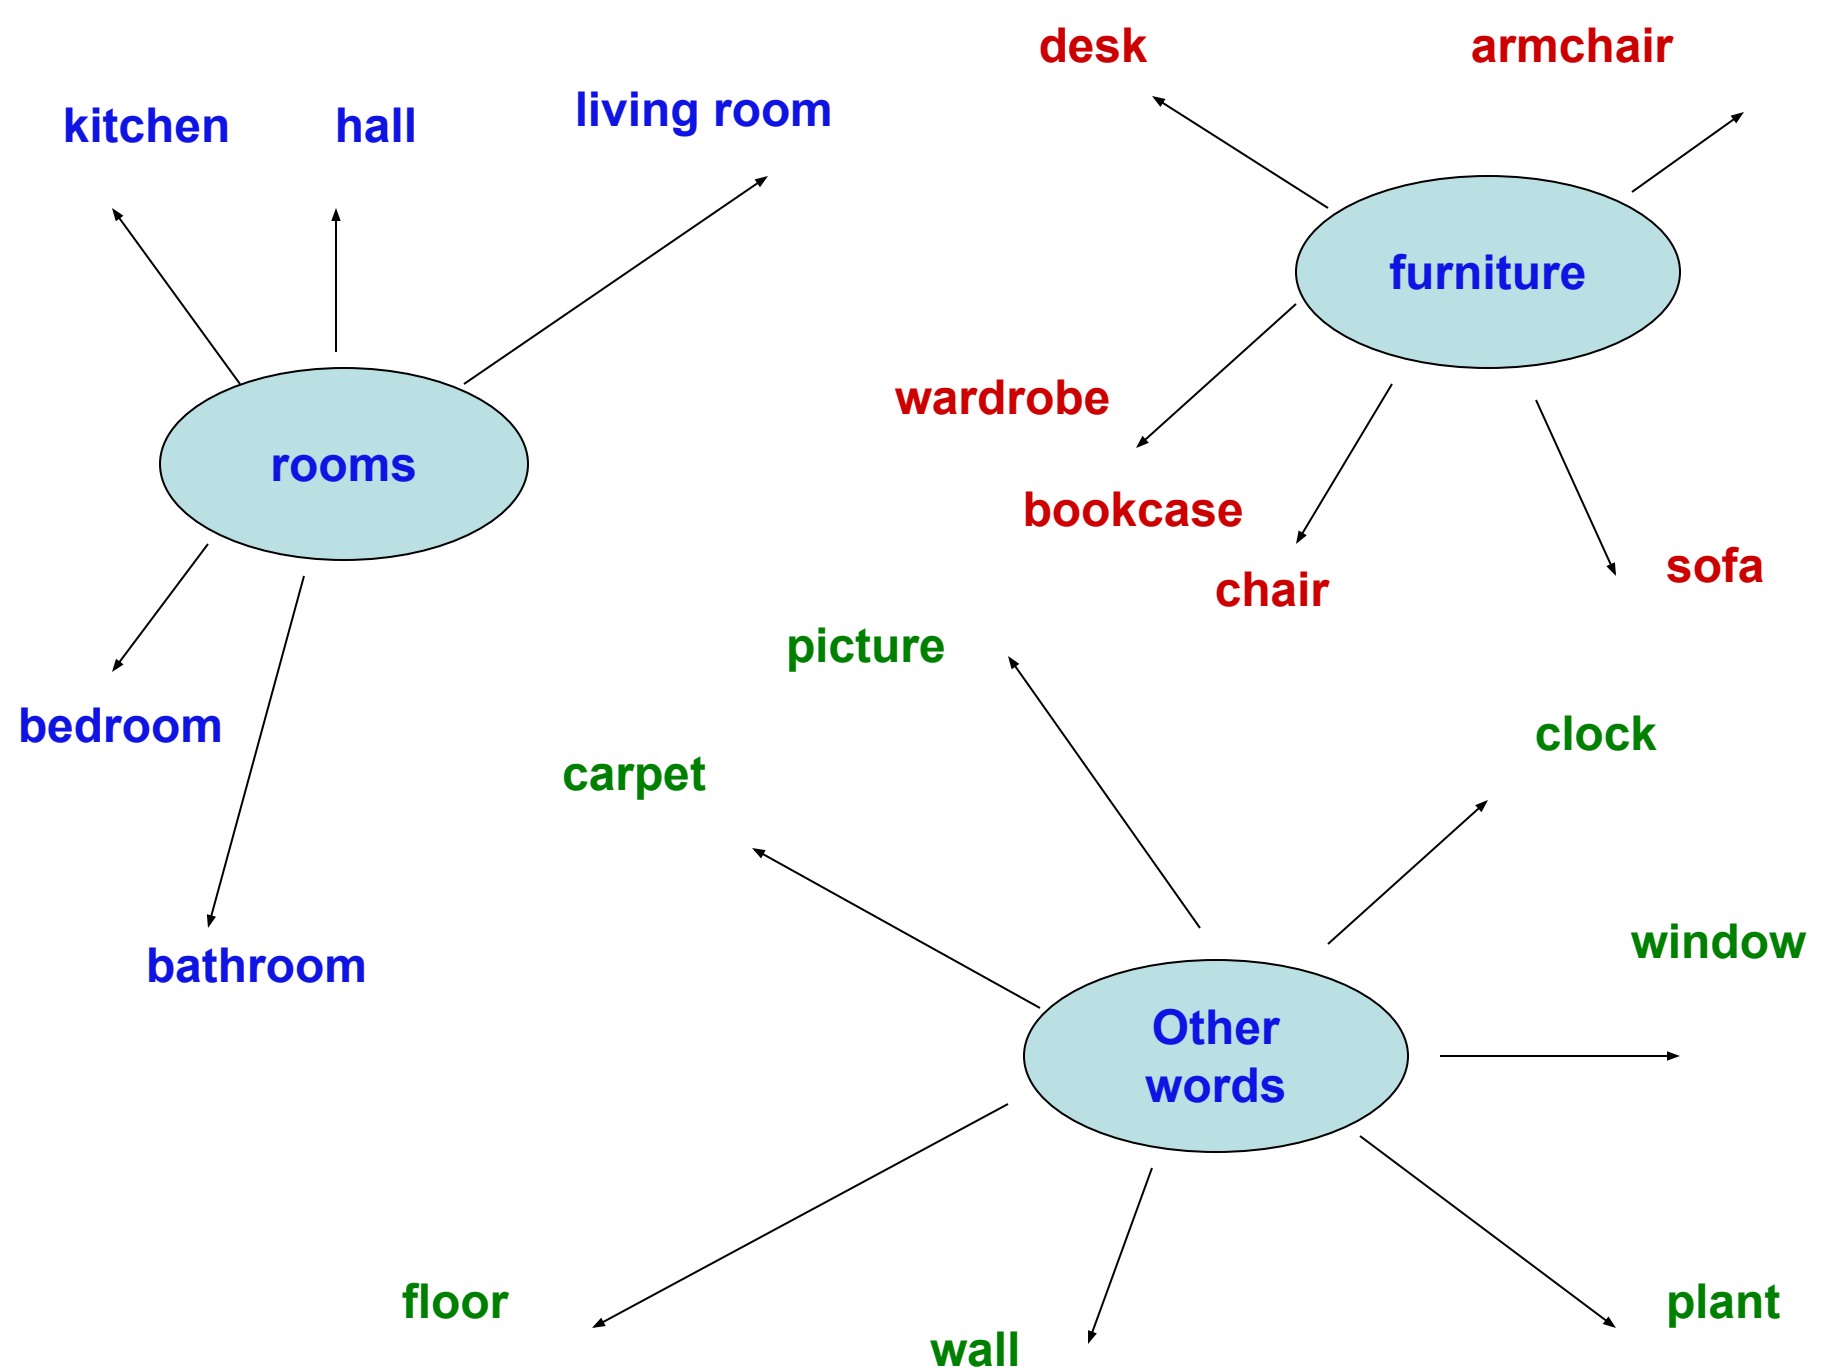 desk
armchair
kitchen
hall
living room
furniture
wardrobe
rooms
bookcase
chair
sofa
picture
bedroom
clock
carpet
window
bathroom
Other
words
floor
plant
wall